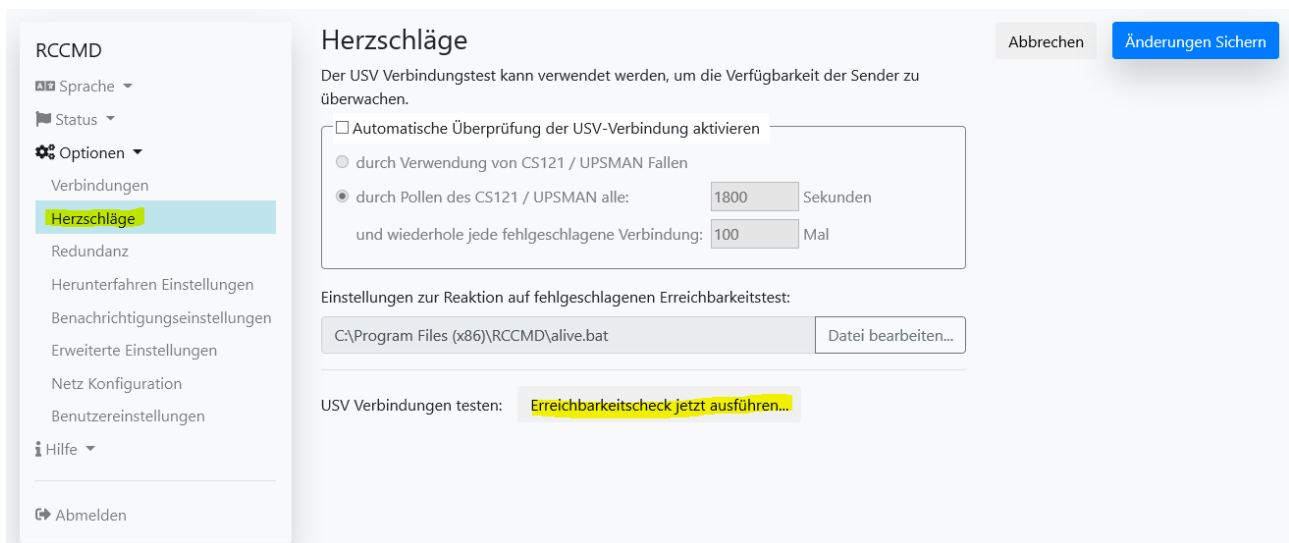 RCCMD
Sprache
Status
Optionen
Verbindungen
Herzschläge
Redundanz
Herunterfahren Einstellungen
Benachrichtigungseinstellungen
Erweiterte Einstellungen
Netz Konfiguration
Benutzereinstellungen
Hilfe
Abmelden
Herzschläge
Abbrechen
Änderungen Sichern
Der USV Verbindungstest kann verwendet werden, um die Verfügbarkeit der Sender zu
überwachen.
Automatische Überprüfung der USV-Verbindung aktivieren
durch Verwendung von CS121 / UPSMAN Fallen
durch Pollen des CS121 / UPSMAN alle: 1800 Sekunden
und wiederhole jede fehlgeschlagene Verbindung: 100 Mal
Einstellungen zur Reaktion auf fehlgeschlagenen Erreichbarkeitstest:
C:\Program Files (x86)\RCCMD\alive.bat Datei bearbeiten...
USV Verbindungen testen: Erreichbarkeitscheck jetzt ausführen...